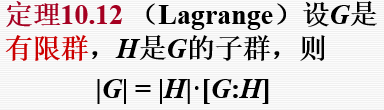 定理10.12 （Lagrange）设G是
有限群，H是G的子群，则
|G| = |H|·[G:H]